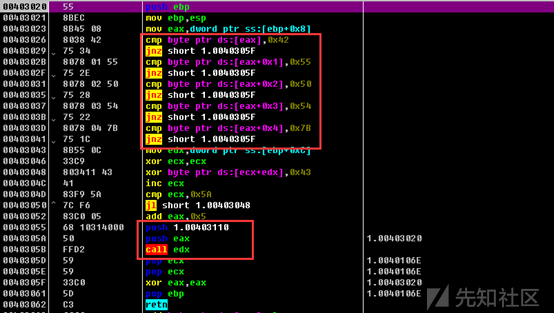 00403020 55 push ebp
00403021 8BEC mov ebp,esp
00403023 8B45 08 mov eax,dword ptr ss:[ebp+0x8]
00403026 8038 42 cmp byte ptr ds:[eax],0x42
00403029 75 34 jnz short 1.0040305F
0040302B 8078 01 55 cmp byte ptr ds:[eax+0x1],0x55
0040302F 75 2E jnz short 1.0040305F
00403031 8078 02 50 cmp byte ptr ds:[eax+0x2],0x50
00403035 75 28 jnz short 1.0040305F
00403037 8078 03 54 cmp byte ptr ds:[eax+0x3],0x54
0040303B 75 22 jnz short 1.0040305F
0040303D 8078 04 7B cmp byte ptr ds:[eax+0x4],0x7B
00403041 75 1C jnz short 1.0040305F
00403043 8B55 0C mov edx,dword ptr ss:[ebp+0xC]
00403046 33C9 xor ecx,ecx
00403048 803411 43 xor byte ptr ds:[ecx+edx],0x43
0040304C 41 inc ecx
0040304D 83F9 5A cmp ecx,0x5A
00403050 7C F6 jl short 1.00403048
00403052 83C0 05 add eax,0x5
00403055 68 10314000 push 1.00403110
0040305A 50 push eax 1.00403020
0040305B FFD2 call edx
0040305D 59 pop ecx 1.0040106E
0040305E 59 pop ecx 1.0040106E
0040305F 33C0 xor eax,eax 1.00403020
00403061 5D pop ebp 1.0040106E
00403062 C3 retn
先知社区